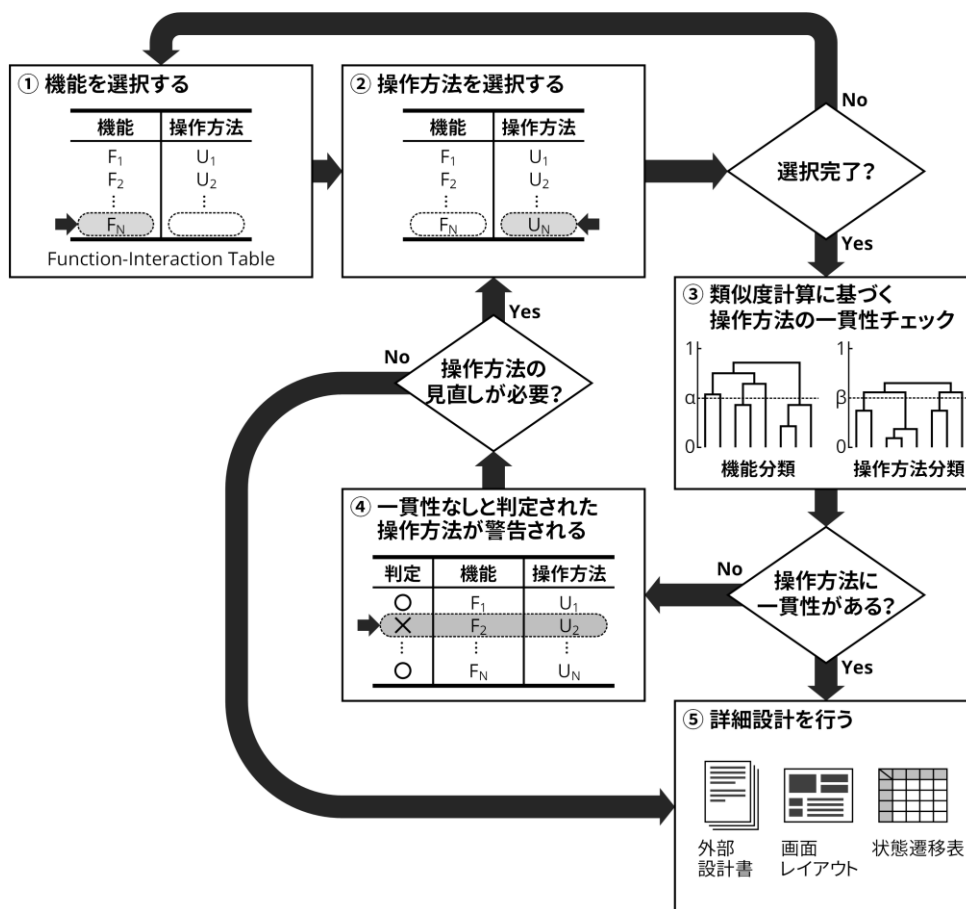 ① 機能を選択する
機能 操作方法
F₁ U₁
F₂ U₂
⋮ ⋮
F_N
Function-Interaction Table
② 操作方法を選択する
機能 操作方法
F₁ U₁
F₂ U₂
⋮ ⋮
F_N U_N
選択完了?
No
Yes
③ 類似度計算に基づく
操作方法の一貫性チェック
1
α
0
機能分類
1
β
0
操作方法分類
操作方法に
一貫性がある?
No
Yes
④ 一貫性なしと判定された
操作方法が警告される
判定 機能 操作方法
○ F₁ U₁
× F₂ U₂
⋮ ⋮ ⋮
○ F_N U_N
操作方法の
見直しが必要?
Yes
No
⑤ 詳細設計を行う
外部
設計書
画面
レイアウト
状態遷移表